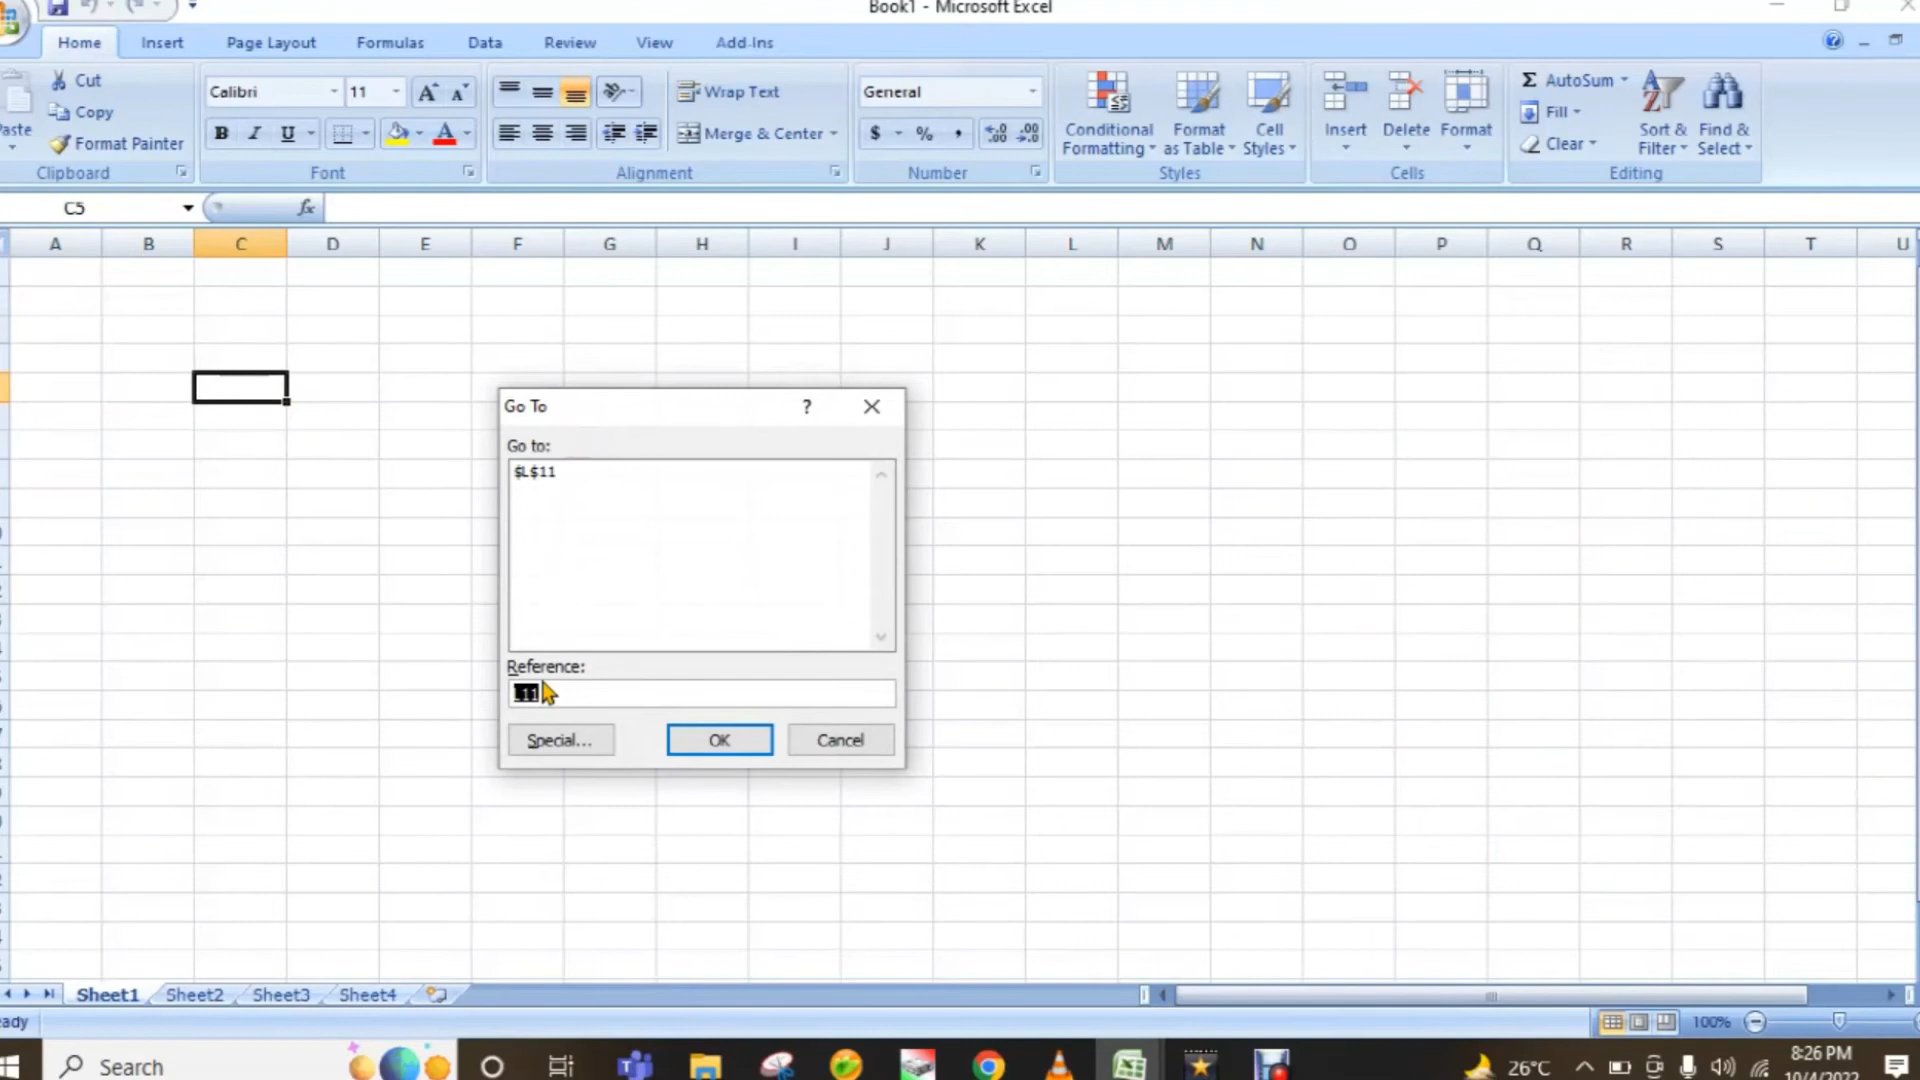 Book1 - Microsoft Excel
Home Insert Page Layout Formulas Data Review View Add-Ins
Cut
Copy
Format Painter
Clipboard
Calibri 11
B I U
Font
Wrap Text
Merge & Center
Alignment
General
$ % ,
Number
Conditional Formatting
Format as Table
Cell Styles
Styles
Insert Delete Format
Cells
Σ AutoSum
Fill
Clear
Sort & Filter
Find & Select
Editing
C5 fx
A B C D E F G H I J K L M N O P Q R S T U
Go To ? ✕
Go to:
$L$11
Reference:
Special... OK Cancel
Sheet1 Sheet2 Sheet3 Sheet4
100%
Search
26°C
8:26 PM